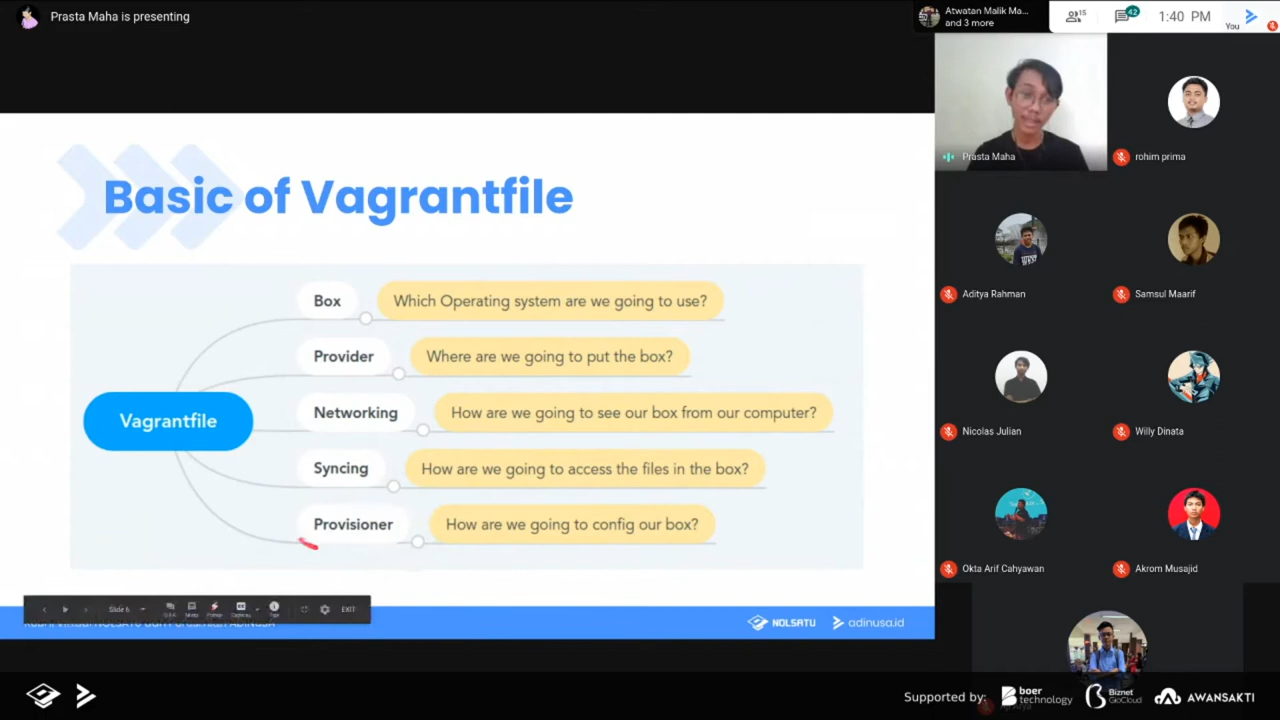 Prasta Maha is presenting
Atwatan Malik Ma...
and 3 more
15
42
1:40 PM
You
Basic of Vagrantfile
Vagrantfile
Box
Which Operating system are we going to use?
Provider
Where are we going to put the box?
Networking
How are we going to see our box from our computer?
Syncing
How are we going to access the files in the box?
Provisioner
How are we going to config our box?
Slide 6
EXIT
NOLSATU
adinusa.id
Prasta Maha
rohim prima
Aditya Rahman
Samsul Maarif
Nicolas Julian
Willy Dinata
Okta Arif Cahyawan
Akrom Musajid
Supported by:
boer
technology
Biznet
GioCloud
AWANSAKTI